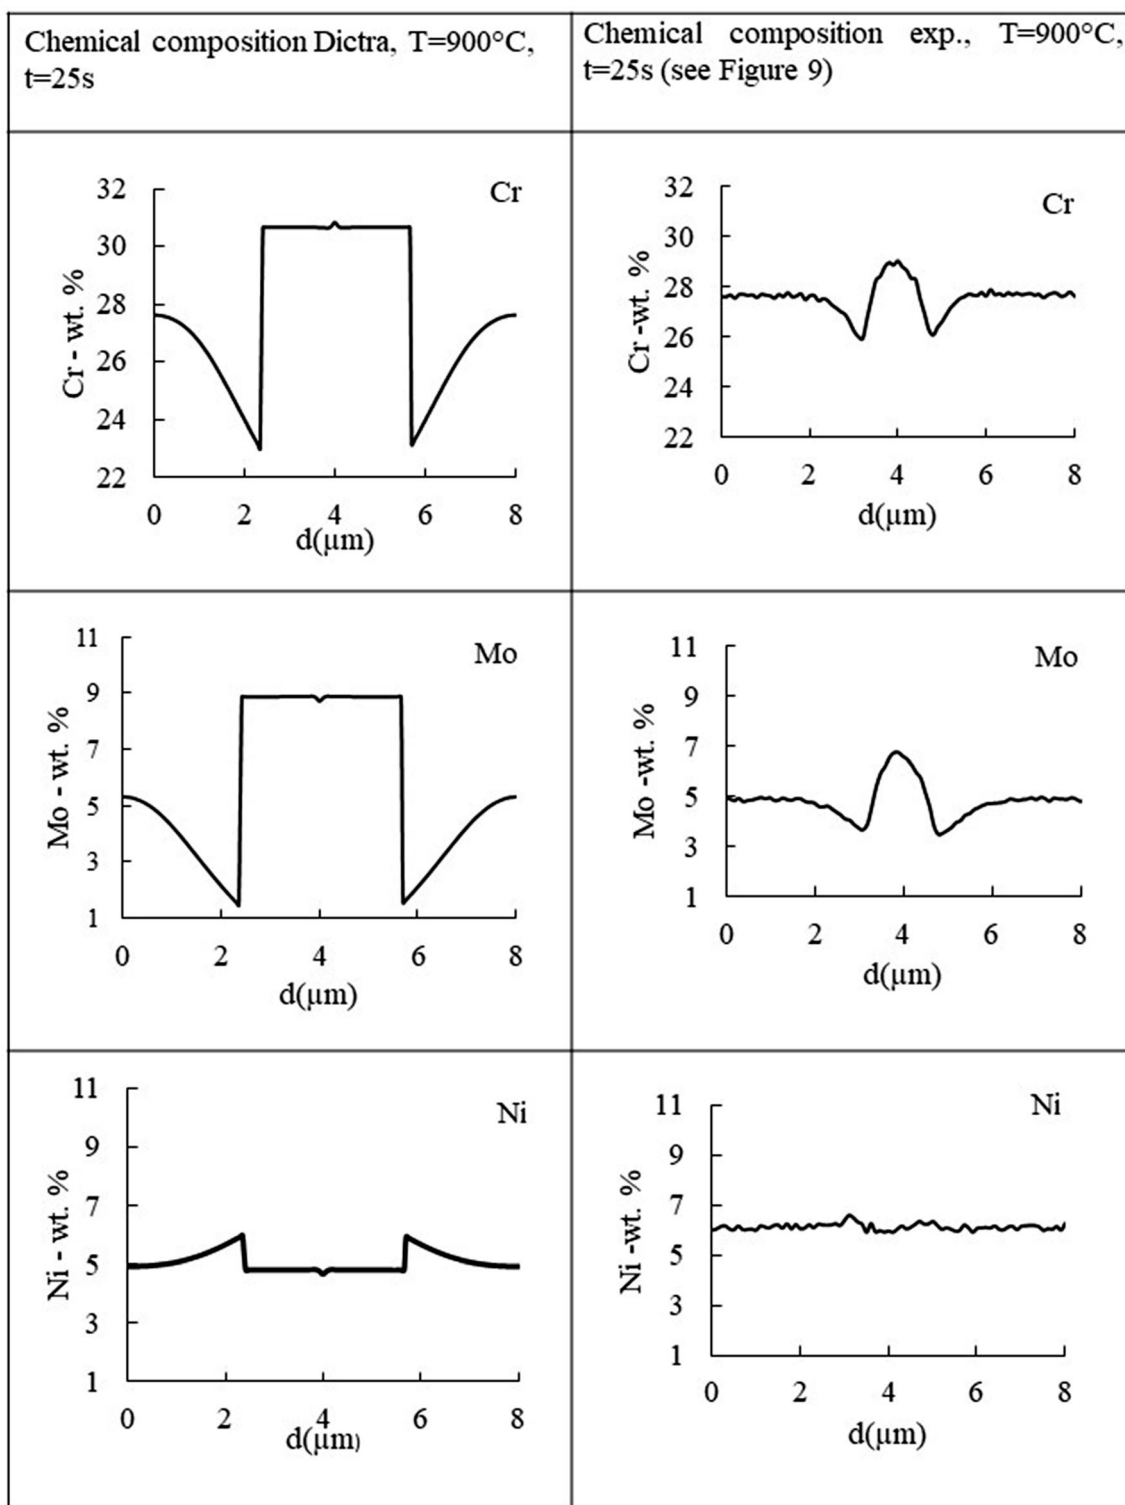 Chemical composition Dictra, T=900°C,
t=25s
Chemical composition exp., T=900°C,
t=25s (see Figure 9)
Cr
Cr - wt. %
32
30
28
26
24
22
0 2 4 6 8
d(µm)
Cr
Cr -wt. %
32
30
28
26
24
22
0 2 4 6 8
d(µm)
Mo
Mo - wt. %
11
9
7
5
3
1
0 2 4 6 8
d(µm)
Mo
Mo -wt. %
11
9
7
5
3
1
0 2 4 6 8
d(µm)
Ni
Ni - wt. %
11
9
7
5
3
1
0 2 4 6 8
d(µm)
Ni
Ni -wt. %
11
9
7
5
3
1
0 2 4 6 8
d(µm)